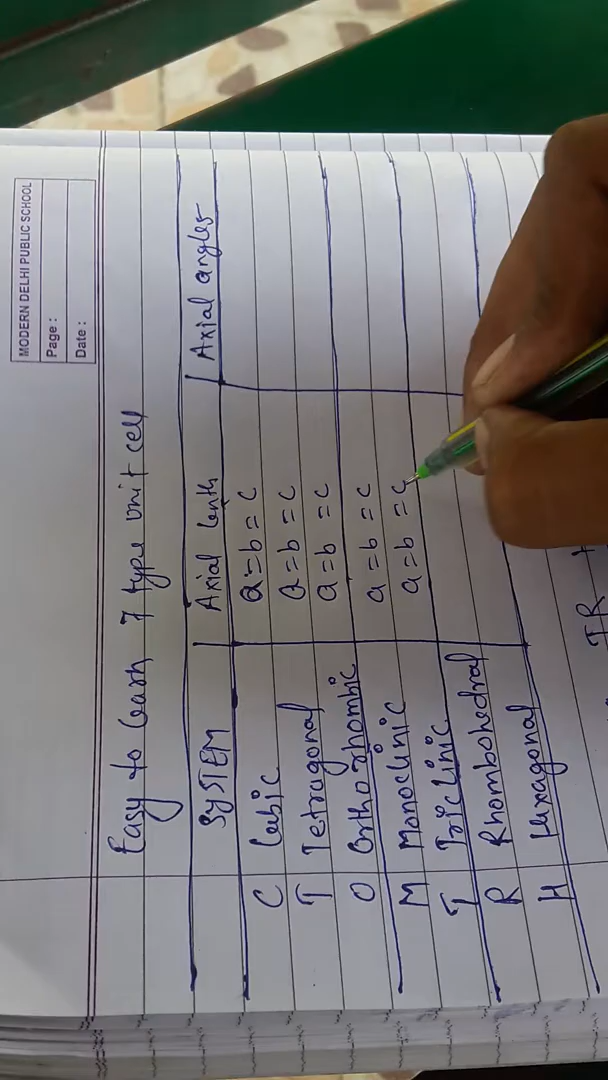 MODERN DELHI PUBLIC SCHOOL
Page :
Date :
Easy to learn 7 type unit cell
SYSTEM Axial lenth Axial angles
C Cubic a=b=c
T Tetragonal a=b=c
O Orthorhombic a=b=c
M Monoclinic a=b=c
T Triclinic a=b=c
R Rhombohedral
H Hexagonal
TR